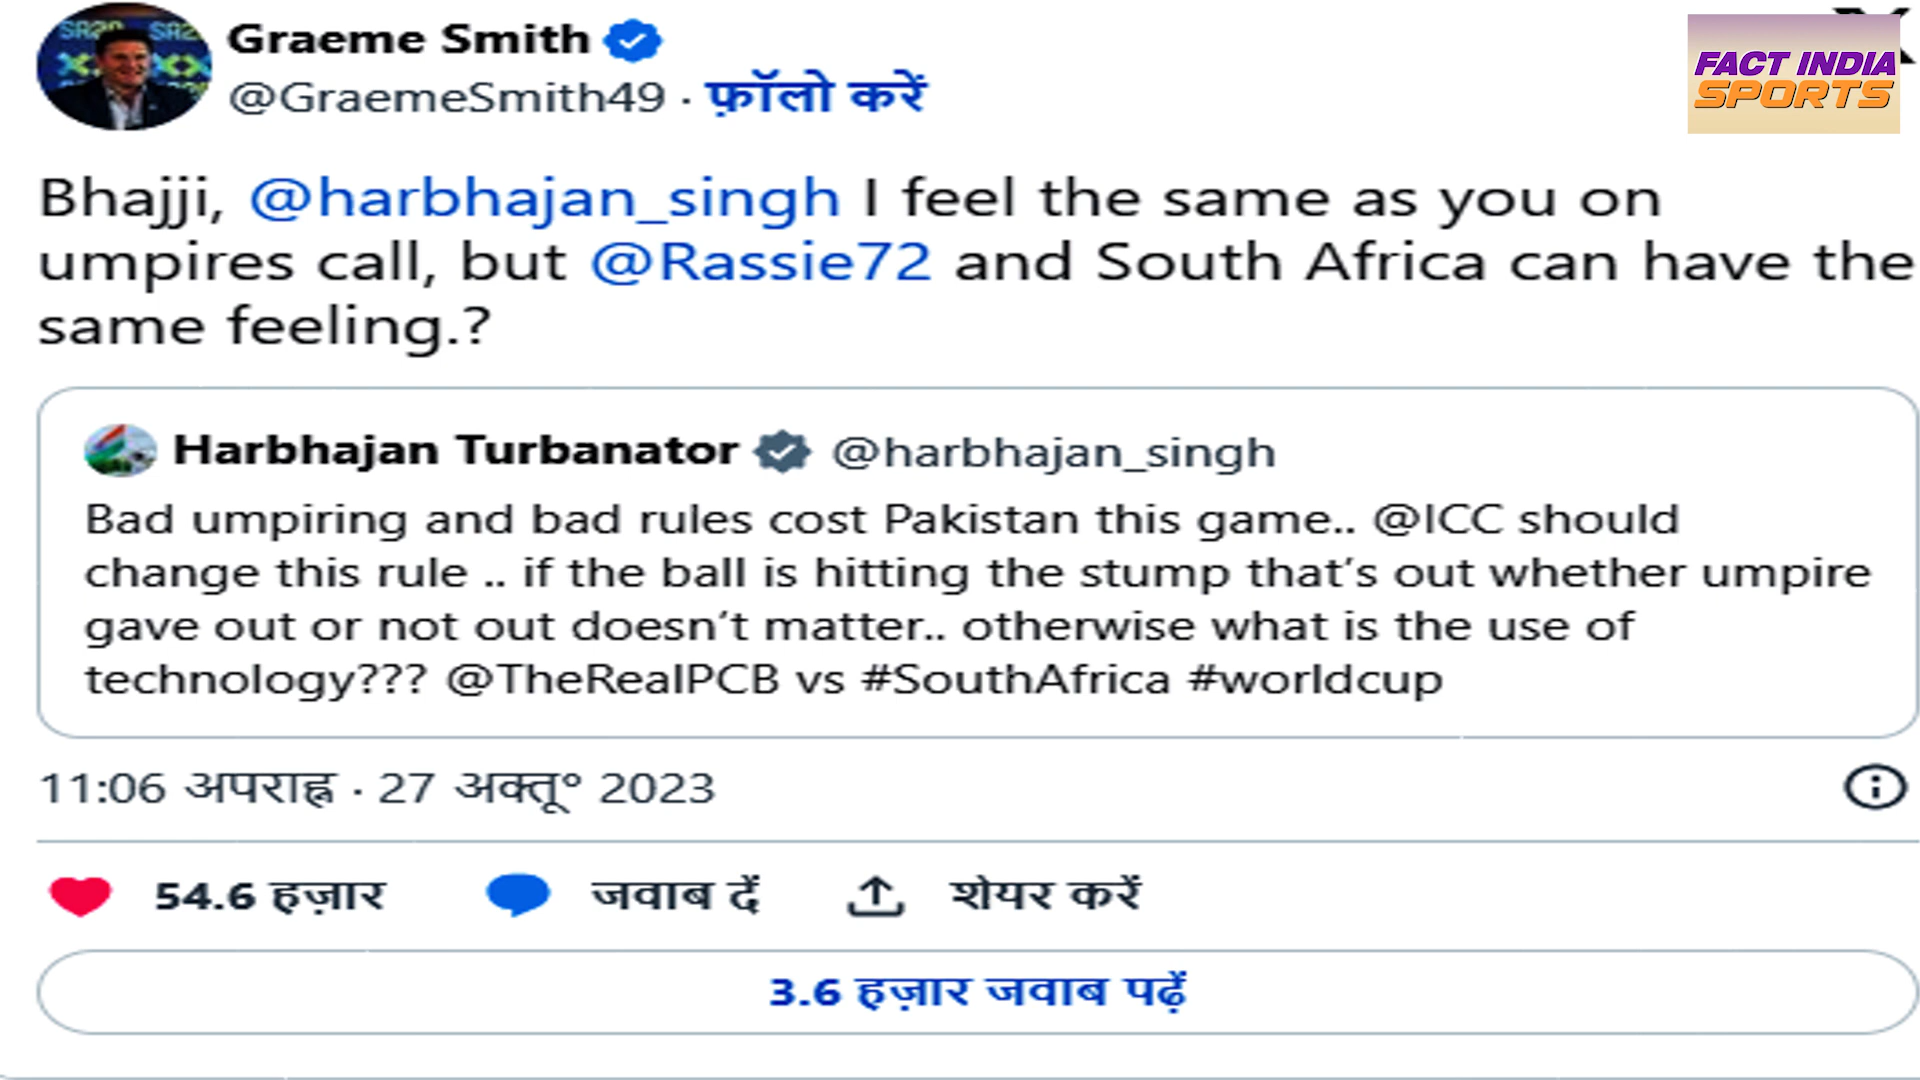 Graeme Smith
@GraemeSmith49 · फ़ॉलो करें
FACT INDIA
SPORTS
Bhajji, @harbhajan_singh I feel the same as you on
umpires call, but @Rassie72 and South Africa can have the
same feeling.?
Harbhajan Turbanator @harbhajan_singh
Bad umpiring and bad rules cost Pakistan this game.. @ICC should
change this rule .. if the ball is hitting the stump that’s out whether umpire
gave out or not out doesn’t matter.. otherwise what is the use of
technology??? @TheRealPCB vs #SouthAfrica #worldcup
11:06 अपराह्न · 27 अक्तू॰ 2023
54.6 हज़ार जवाब दें शेयर करें
3.6 हज़ार जवाब पढ़ें